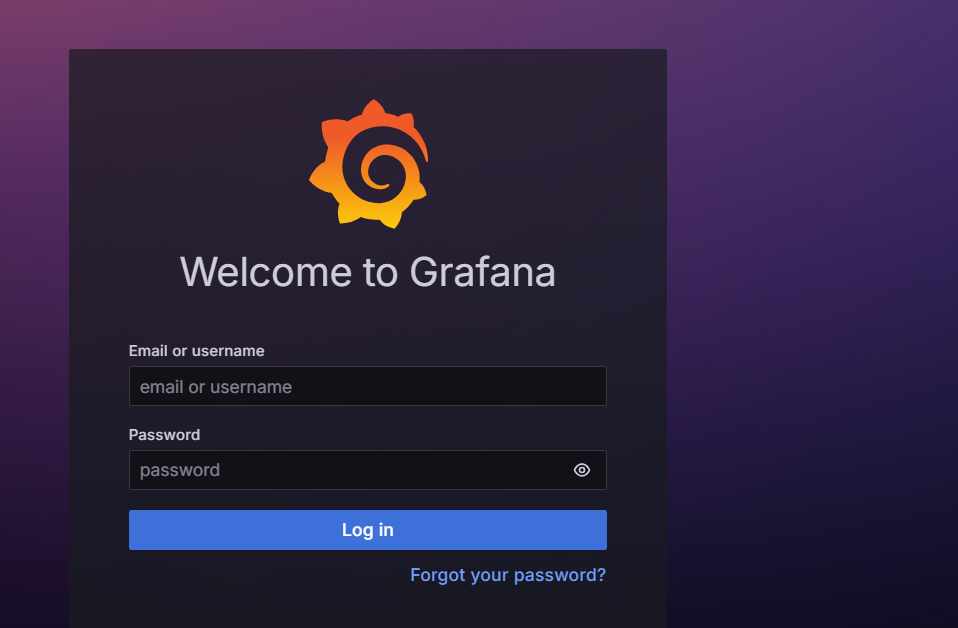 Welcome to Grafana
Email or username
email or username
Password
password
Log in
Forgot your password?